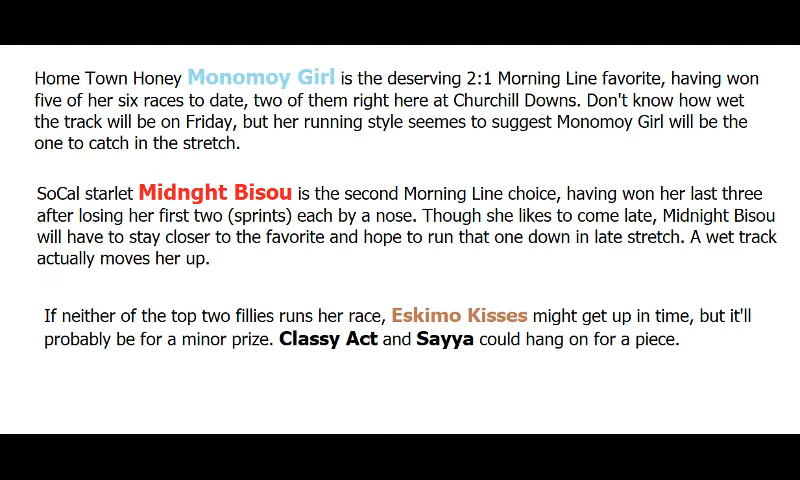 Home Town Honey Monomoy Girl is the deserving 2:1 Morning Line favorite, having won
five of her six races to date, two of them right here at Churchill Downs. Don't know how wet
the track will be on Friday, but her running style seemes to suggest Monomoy Girl will be the
one to catch in the stretch.
SoCal starlet Midnght Bisou is the second Morning Line choice, having won her last three
after losing her first two (sprints) each by a nose. Though she likes to come late, Midnight Bisou
will have to stay closer to the favorite and hope to run that one down in late stretch. A wet track
actually moves her up.
If neither of the top two fillies runs her race, Eskimo Kisses might get up in time, but it'll
probably be for a minor prize. Classy Act and Sayya could hang on for a piece.